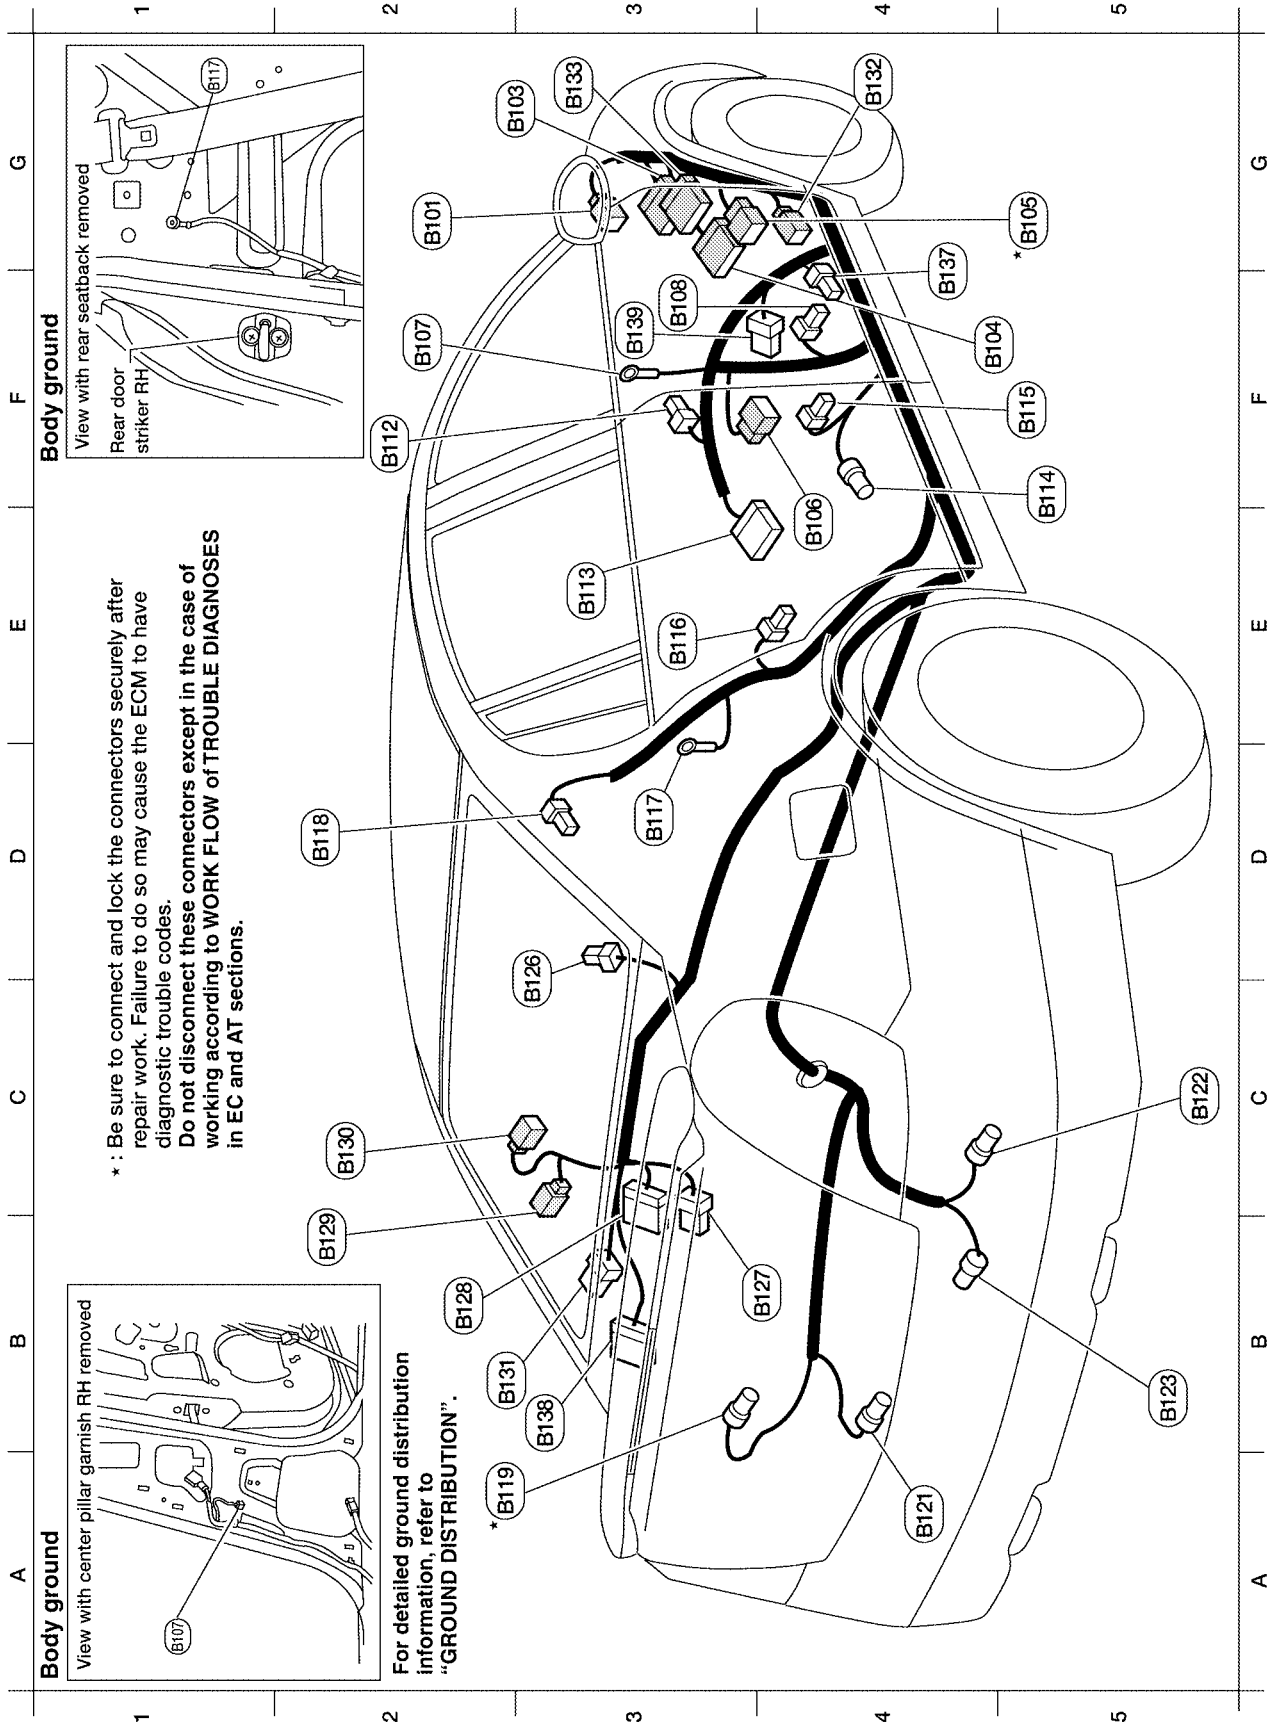 A B C D E F G
Body ground
View with center pillar garnish RH removed
B107
Body ground
View with rear seatback removed
Rear door
striker RH
B117
★ : Be sure to connect and lock the connectors securely after
repair work. Failure to do so may cause the ECM to have
diagnostic trouble codes.
Do not disconnect these connectors except in the case of
working according to WORK FLOW of TROUBLE DIAGNOSES
in EC and AT sections.
For detailed ground distribution
information, refer to
“GROUND DISTRIBUTION”.
1
2
3
4
5
1
2
3
4
5
B129
B130
B118
B112
B107
B101
B128
B131
B138
★ B119
B126
B103
B133
B113
B139
B108
B116
B117
B127
B106
B132
B121
B137
B104
B105
★
B115
B114
B123
B122
A B C D E F G